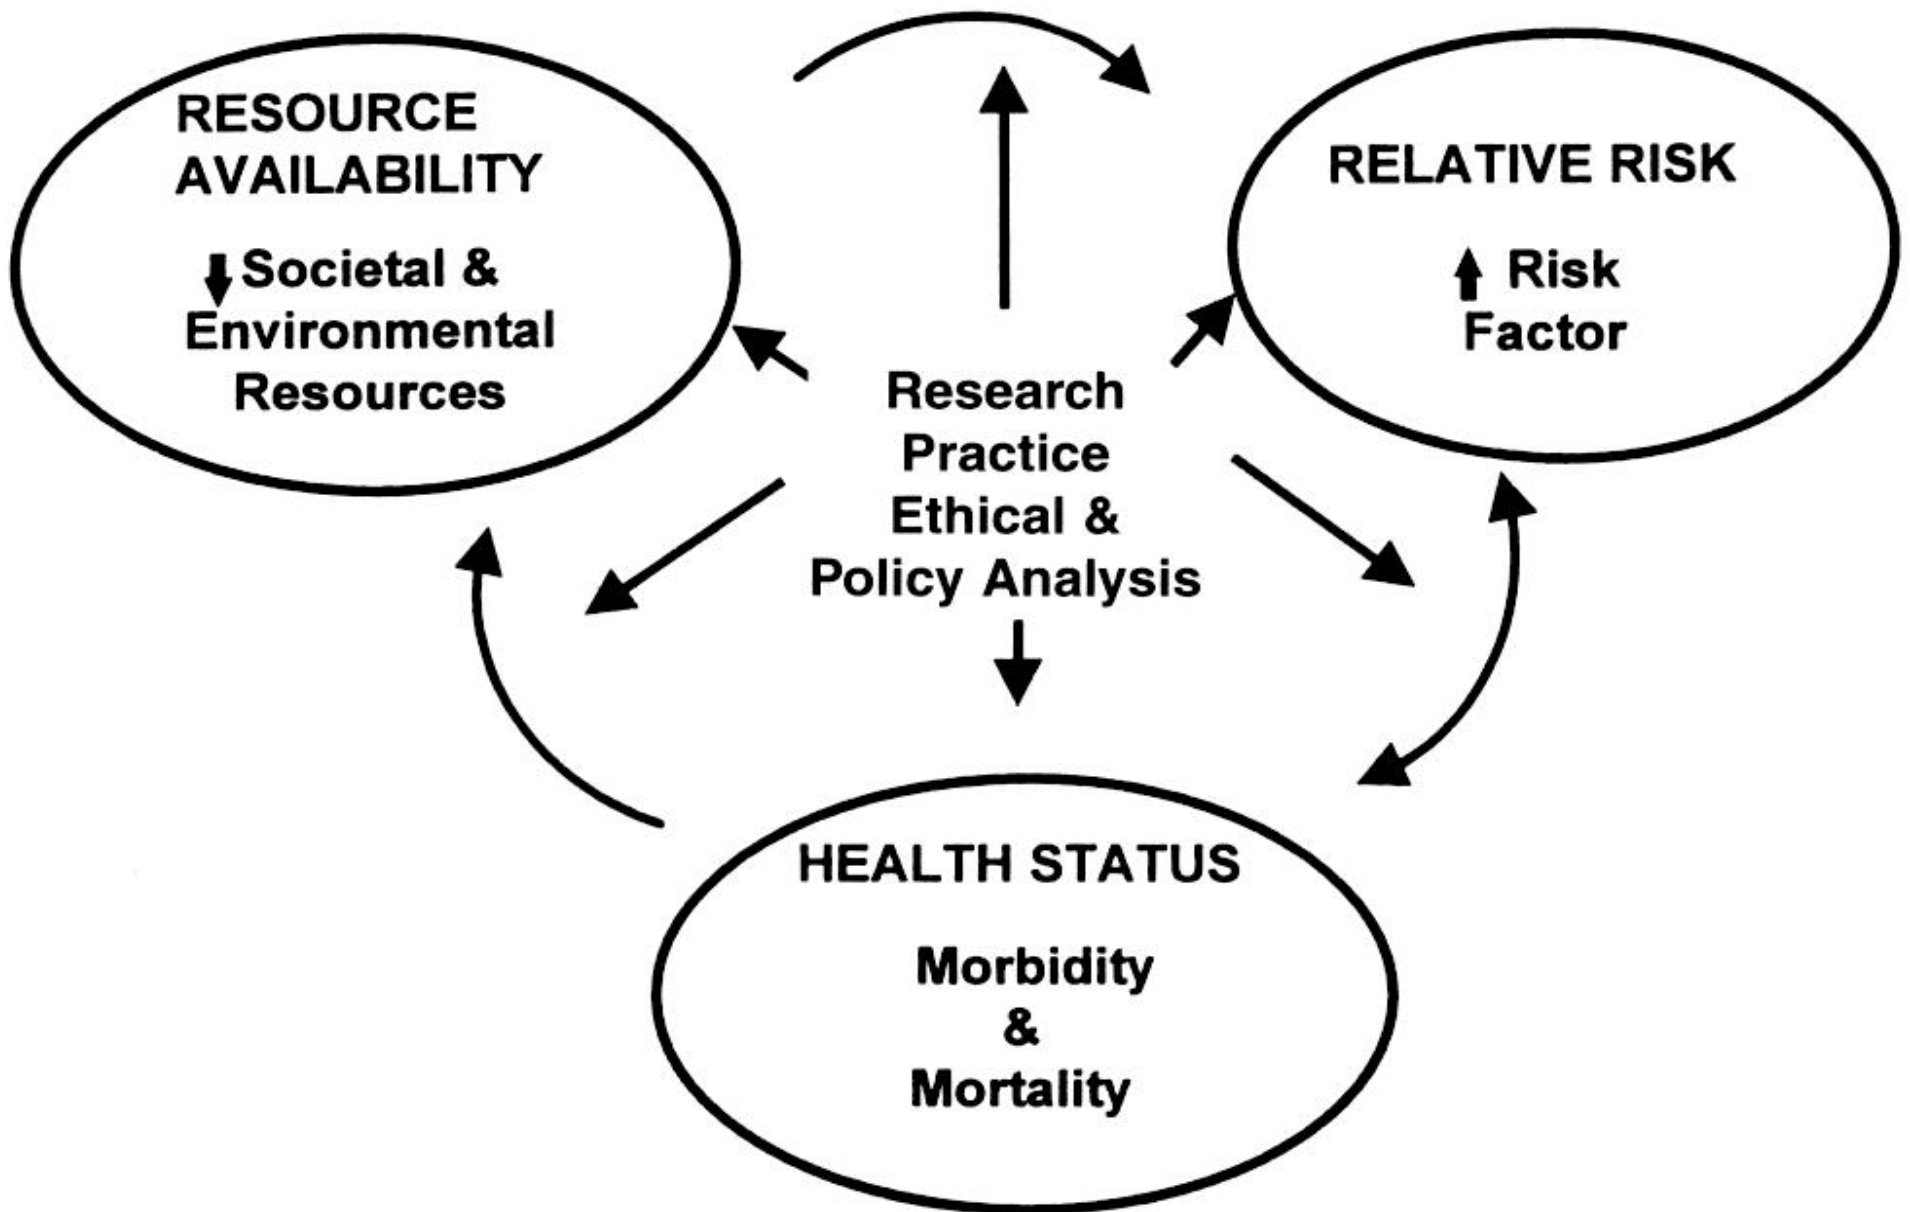 RESOURCE
AVAILABILITY
Societal &
Environmental
Resources
RELATIVE RISK
Risk
Factor
Research
Practice
Ethical &
Policy Analysis
HEALTH STATUS
Morbidity
&
Mortality